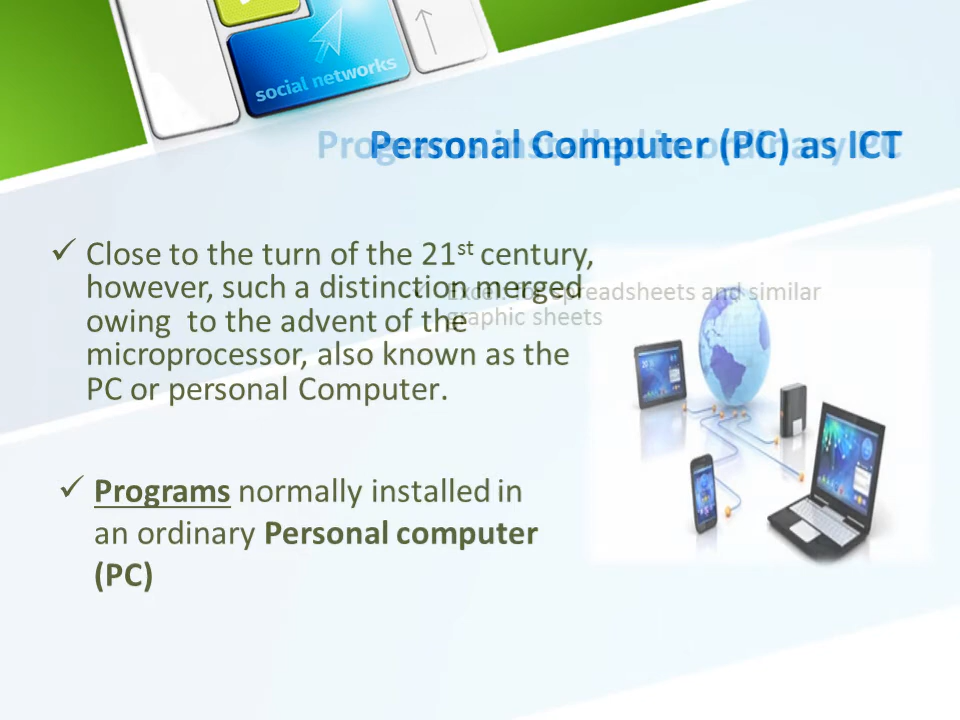 social networks
Programs installed in ordinary PC
Personal Computer (PC) as ICT
✓ Close to the turn of the 21st century,
however, such a distinction merged
owing to the advent of the
microprocessor, also known as the
PC or personal Computer.
Excel: for spreadsheets and similar
graphic sheets
✓ Programs normally installed in
an ordinary Personal computer
(PC)